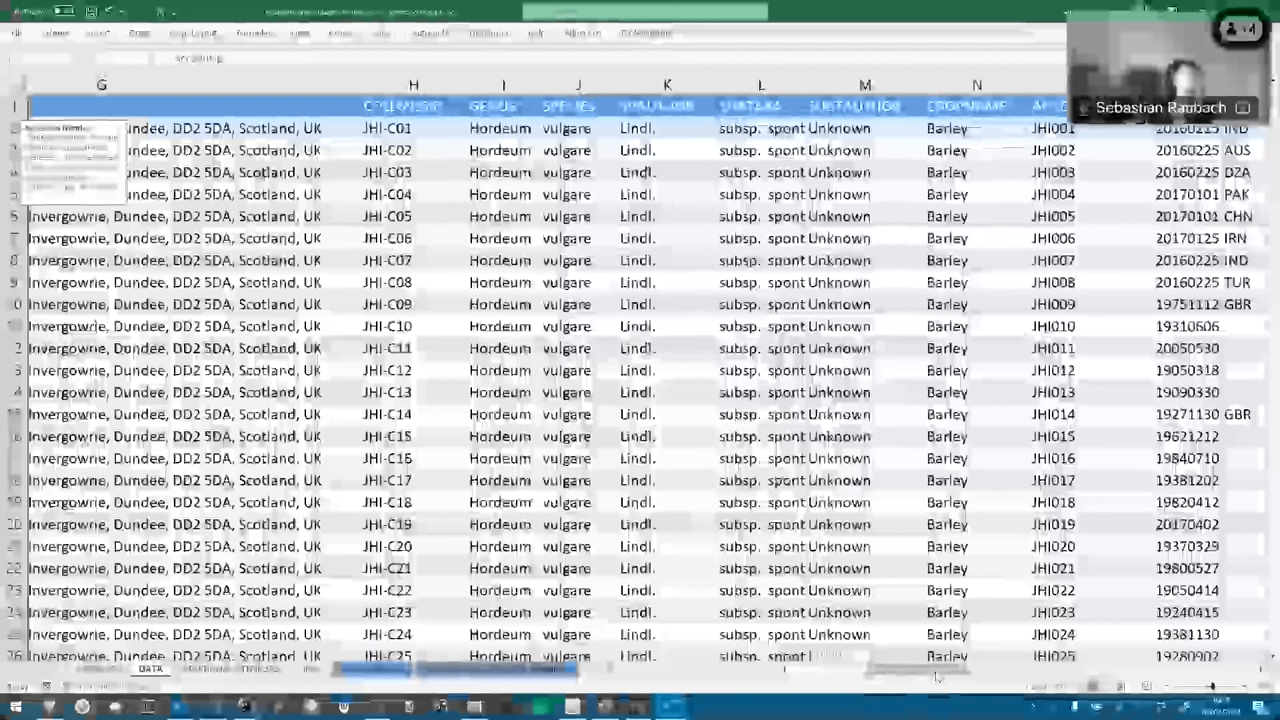 G H I J K L M N
Sebastian Raubach
GENUS SPECIES
Dundee, DD2 5DA, Scotland, UK JHI-C01 Hordeum vulgare Lindl. subsp. spont Unknown Barley JHI001 20160225 IND
Dundee, DD2 5DA, Scotland, UK JHI-C02 Hordeum vulgare Lindl. subsp. spont Unknown Barley JHI002 20160225 AUS
Dundee, DD2 5DA, Scotland, UK JHI-C03 Hordeum vulgare Lindl. subsp. spont Unknown Barley JHI003 20160225 DZA
Dundee, DD2 5DA, Scotland, UK JHI-C04 Hordeum vulgare Lindl. subsp. spont Unknown Barley JHI004 20170101 PAK
Invergowrie, Dundee, DD2 5DA, Scotland, UK JHI-C05 Hordeum vulgare Lindl. subsp. spont Unknown Barley JHI005 20170101 CHN
Invergowrie, Dundee, DD2 5DA, Scotland, UK JHI-C06 Hordeum vulgare Lindl. subsp. spont Unknown Barley JHI006 20170125 IRN
Invergowrie, Dundee, DD2 5DA, Scotland, UK JHI-C07 Hordeum vulgare Lindl. subsp. spont Unknown Barley JHI007 20160225 IND
Invergowrie, Dundee, DD2 5DA, Scotland, UK JHI-C08 Hordeum vulgare Lindl. subsp. spont Unknown Barley JHI008 20160225 TUR
Invergowrie, Dundee, DD2 5DA, Scotland, UK JHI-C09 Hordeum vulgare Lindl. subsp. spont Unknown Barley JHI009 19751112 GBR
Invergowrie, Dundee, DD2 5DA, Scotland, UK JHI-C10 Hordeum vulgare Lindl. subsp. spont Unknown Barley JHI010 19310606
Invergowrie, Dundee, DD2 5DA, Scotland, UK JHI-C11 Hordeum vulgare Lindl. subsp. spont Unknown Barley JHI011 20050530
Invergowrie, Dundee, DD2 5DA, Scotland, UK JHI-C12 Hordeum vulgare Lindl. subsp. spont Unknown Barley JHI012 19050318
Invergowrie, Dundee, DD2 5DA, Scotland, UK JHI-C13 Hordeum vulgare Lindl. subsp. spont Unknown Barley JHI013 19090330
Invergowrie, Dundee, DD2 5DA, Scotland, UK JHI-C14 Hordeum vulgare Lindl. subsp. spont Unknown Barley JHI014 19271130 GBR
Invergowrie, Dundee, DD2 5DA, Scotland, UK JHI-C15 Hordeum vulgare Lindl. subsp. spont Unknown Barley JHI015 19621212
Invergowrie, Dundee, DD2 5DA, Scotland, UK JHI-C16 Hordeum vulgare Lindl. subsp. spont Unknown Barley JHI016 19840710
Invergowrie, Dundee, DD2 5DA, Scotland, UK JHI-C17 Hordeum vulgare Lindl. subsp. spont Unknown Barley JHI017 19381202
Invergowrie, Dundee, DD2 5DA, Scotland, UK JHI-C18 Hordeum vulgare Lindl. subsp. spont Unknown Barley JHI018 19820412
Invergowrie, Dundee, DD2 5DA, Scotland, UK JHI-C19 Hordeum vulgare Lindl. subsp. spont Unknown Barley JHI019 20170402
Invergowrie, Dundee, DD2 5DA, Scotland, UK JHI-C20 Hordeum vulgare Lindl. subsp. spont Unknown Barley JHI020 19370329
Invergowrie, Dundee, DD2 5DA, Scotland, UK JHI-C21 Hordeum vulgare Lindl. subsp. spont Unknown Barley JHI021 19800527
Invergowrie, Dundee, DD2 5DA, Scotland, UK JHI-C22 Hordeum vulgare Lindl. subsp. spont Unknown Barley JHI022 19050414
Invergowrie, Dundee, DD2 5DA, Scotland, UK JHI-C23 Hordeum vulgare Lindl. subsp. spont Unknown Barley JHI023 19240415
Invergowrie, Dundee, DD2 5DA, Scotland, UK JHI-C24 Hordeum vulgare Lindl. subsp. spont Unknown Barley JHI024 19381130
Invergowrie, Dundee, DD2 5DA, Scotland, UK JHI-C25 Hordeum vulgare Lindl. subsp. spont Barley JHI025 19280902
DATA